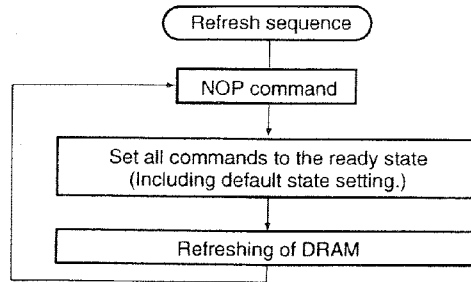 Refresh sequence
NOP command
Set all commands to the ready state
(Including default state setting.)
Refreshing of DRAM